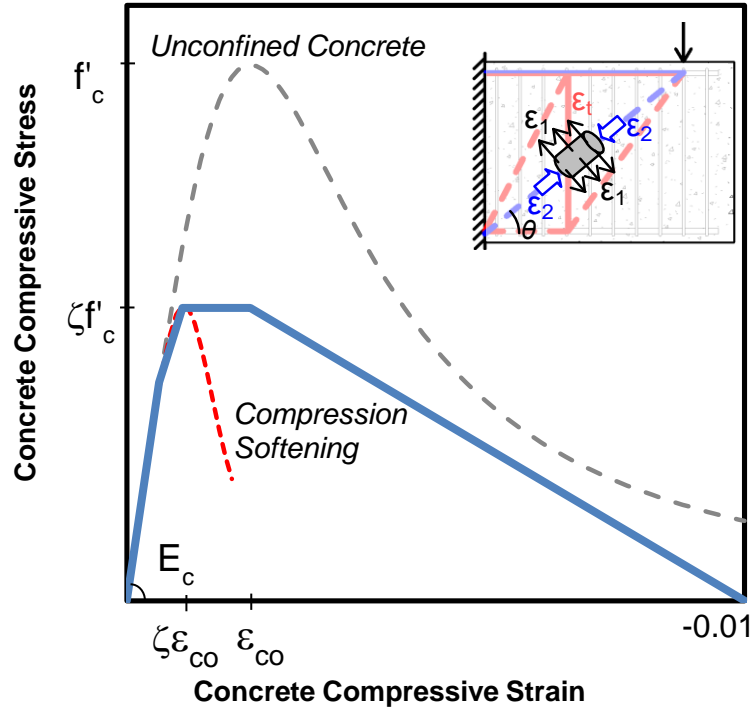 Unconfined Concrete
f'c
εt
ε1
ε2
ε2
ε1
θ
ζf'c
Compression
Softening
Ec
-0.01
ζεco
εco
Concrete Compressive Strain
Concrete Compressive Stress